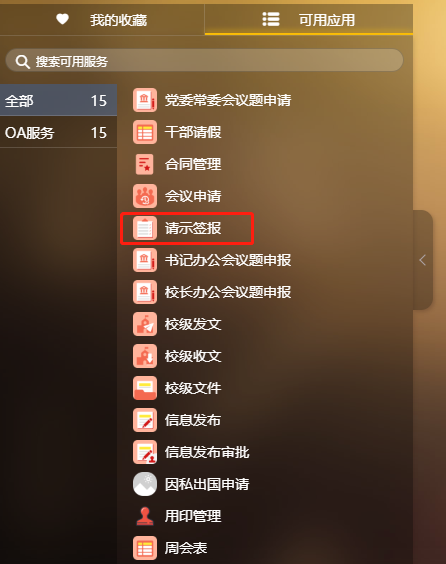 我的收藏
可用应用
搜索可用服务
全部 15
OA服务 15
党委常委会议题申请
干部请假
合同管理
会议申请
请示签报
书记办公会议题申报
校长办公会议题申报
校级发文
校级收文
校级文件
信息发布
信息发布审批
因私出国申请
用印管理
周会表